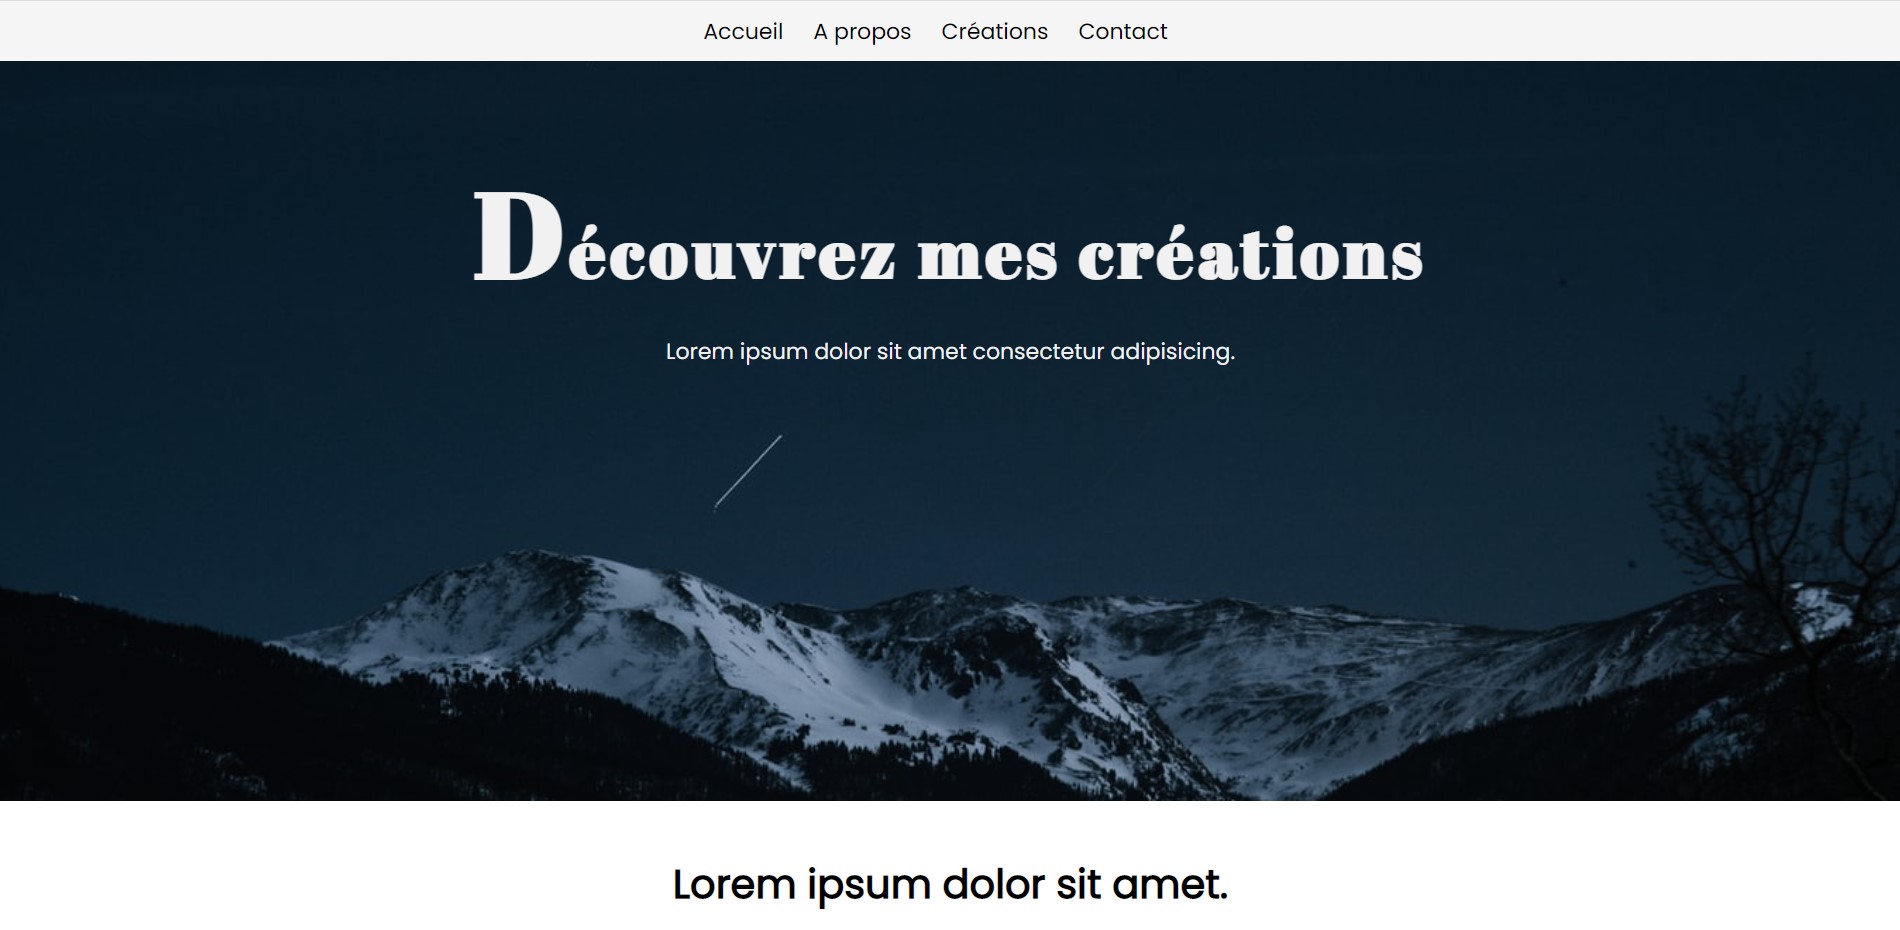 Accueil A propos Créations Contact
Découvrez mes créations
Lorem ipsum dolor sit amet consectetur adipisicing.
Lorem ipsum dolor sit amet.